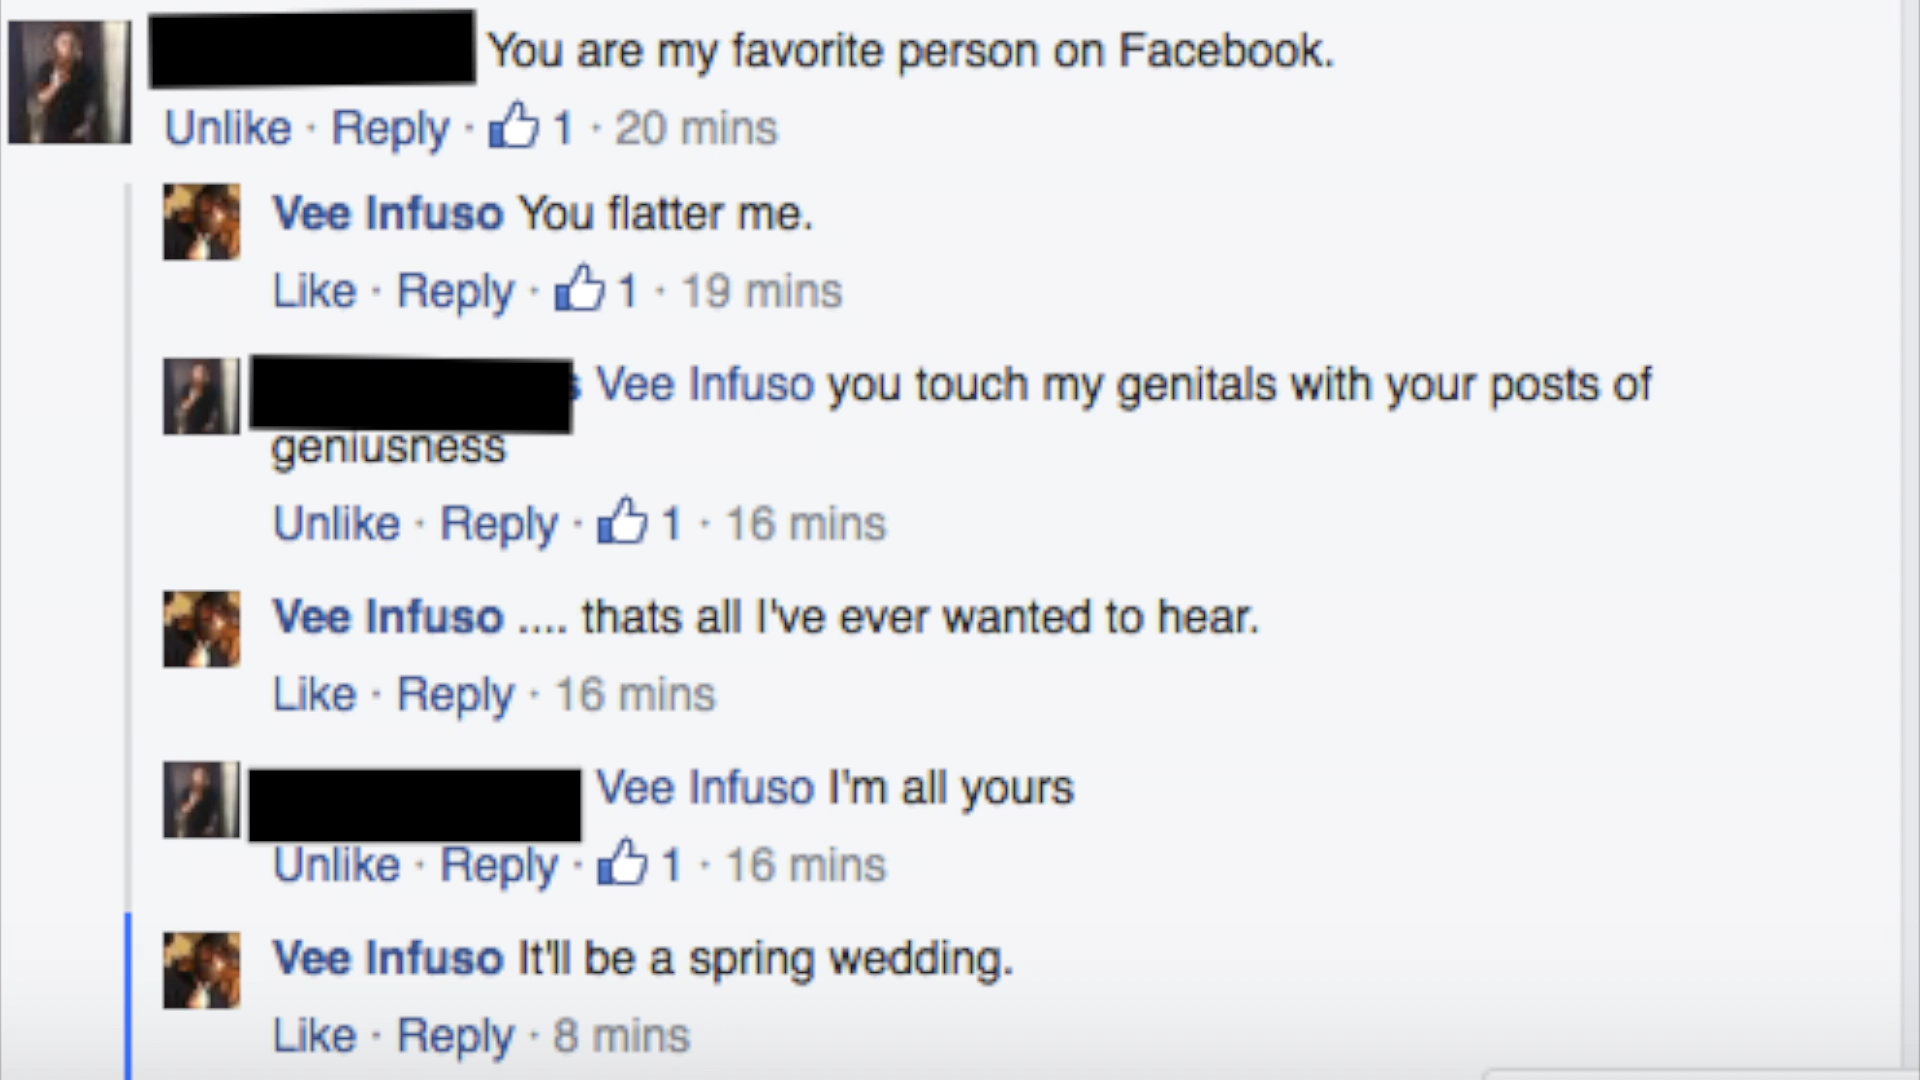 You are my favorite person on Facebook.
Unlike · Reply · 1 · 20 mins
Vee Infuso You flatter me.
Like · Reply · 1 · 19 mins
Vee Infuso you touch my genitals with your posts of
geniusness
Unlike · Reply · 1 · 16 mins
Vee Infuso .... thats all I've ever wanted to hear.
Like · Reply · 16 mins
Vee Infuso I'm all yours
Unlike · Reply · 1 · 16 mins
Vee Infuso It'll be a spring wedding.
Like · Reply · 8 mins